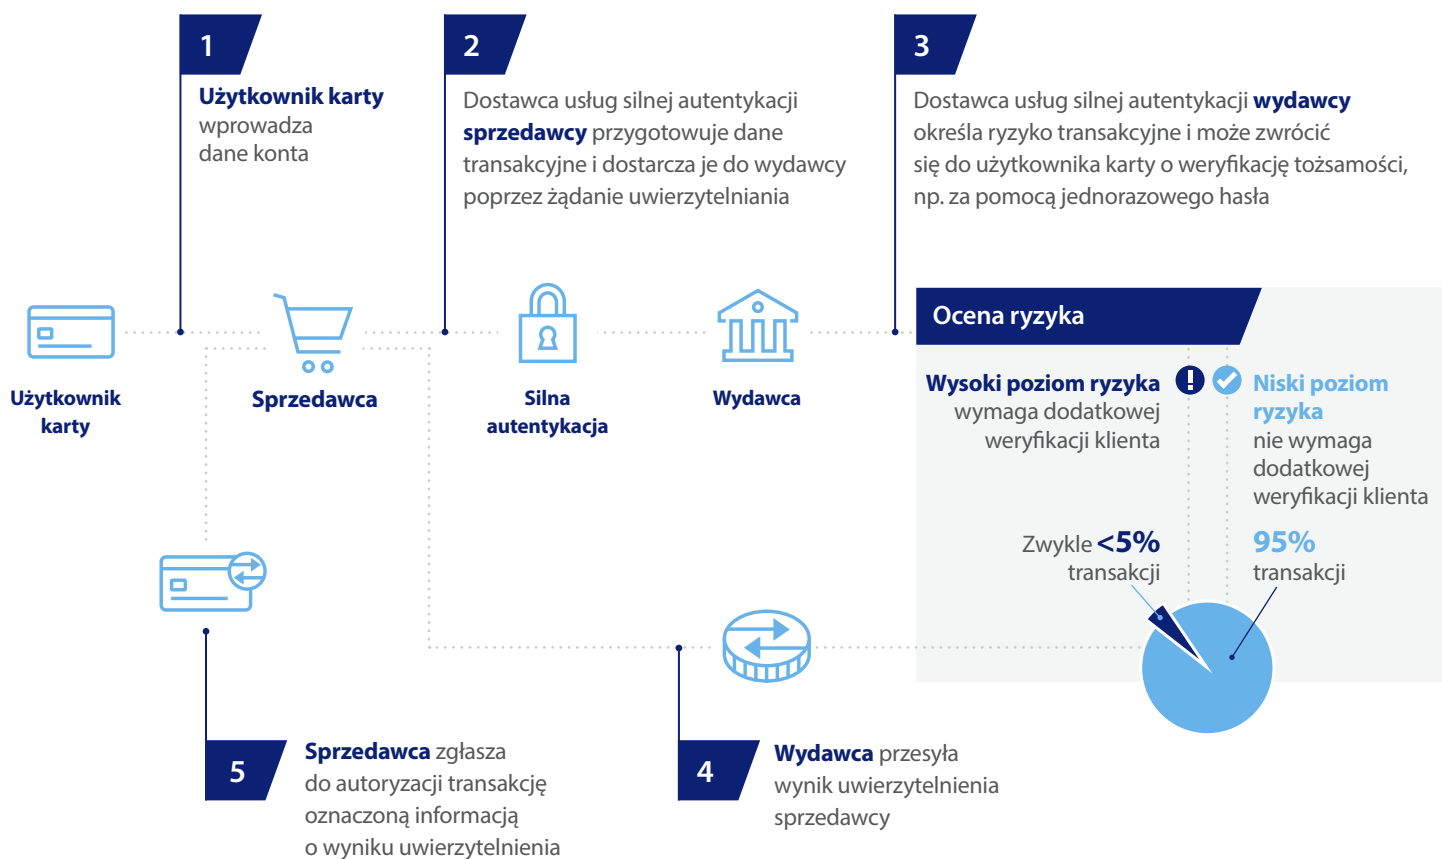 1
Użytkownik karty
wprowadza
dane konta
2
Dostawca usług silnej autentykacji
sprzedawcy przygotowuje dane
transakcyjne i dostarcza je do wydawcy
poprzez żądanie uwierzytelniania
3
Dostawca usług silnej autentykacji wydawcy
określa ryzyko transakcyjne i może zwrócić
się do użytkownika karty o weryfikację tożsamości,
np. za pomocą jednorazowego hasła
Użytkownik
karty
Sprzedawca
Silna
autentykacja
Wydawca
Ocena ryzyka
Wysoki poziom ryzyka
wymaga dodatkowej
weryfikacji klienta
Niski poziom
ryzyka
nie wymaga
dodatkowej
weryfikacji klienta
Zwykle <5%
transakcji
95%
transakcji
5
Sprzedawca zgłasza
do autoryzacji transakcję
oznaczoną informacją
o wyniku uwierzytelnienia
4
Wydawca przesyła
wynik uwierzytelnienia
sprzedawcy